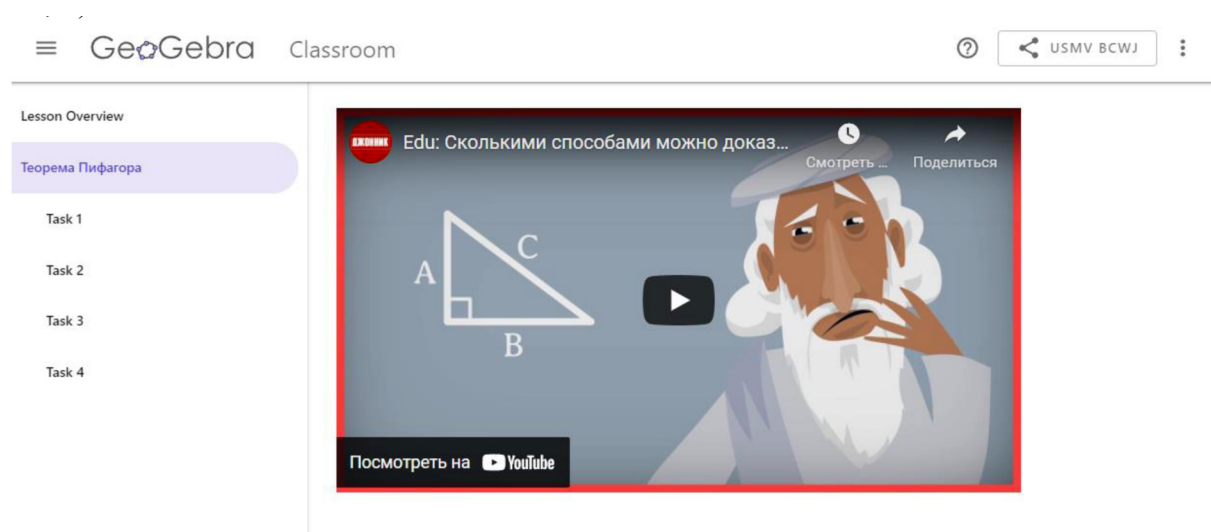 GeoGebra Classroom
USMV BCWJ
Lesson Overview
Теорема Пифагора
Task 1
Task 2
Task 3
Task 4
ДЖОННИК
Edu: Сколькими способами можно доказ...
Смотреть ...
Поделиться
A
C
B
Посмотреть на YouTube